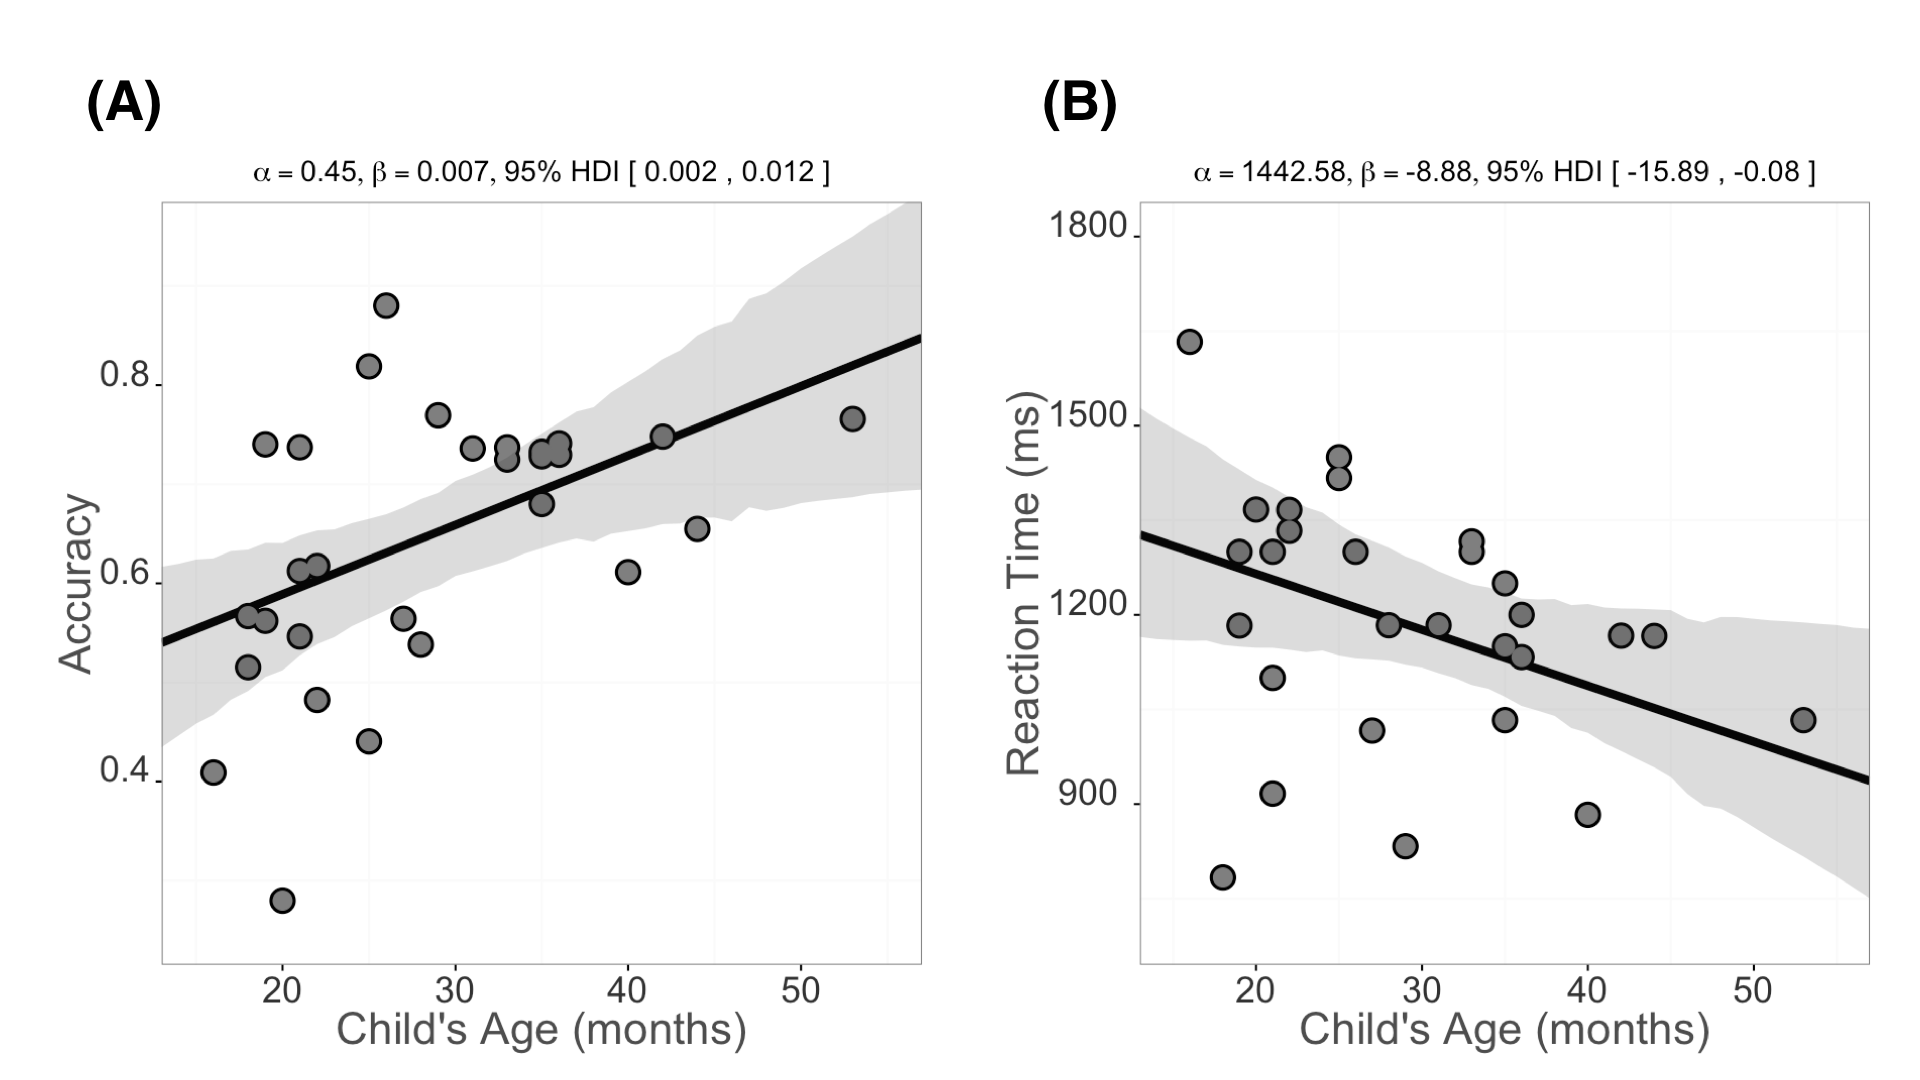 (A)
(B)
α = 0.45, β = 0.007, 95% HDI [ 0.002 , 0.012 ]
0.8
0.6
0.4
Accuracy
20 30 40 50
Child's Age (months)
α = 1442.58, β = -8.88, 95% HDI [ -15.89 , -0.08 ]
1800
1500
1200
900
Reaction Time (ms)
20 30 40 50
Child's Age (months)